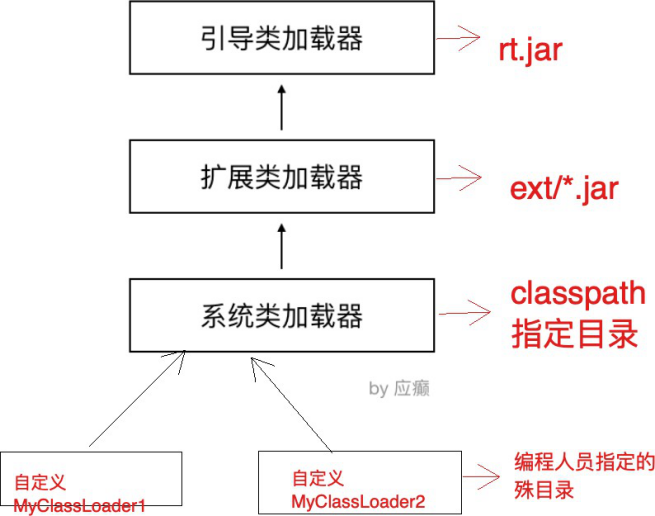 引导类加载器
rt.jar
扩展类加载器
ext/*.jar
系统类加载器
classpath
指定目录
by 应癫
自定义
MyClassLoader1
自定义
MyClassLoader2
编程人员指定的
殊目录